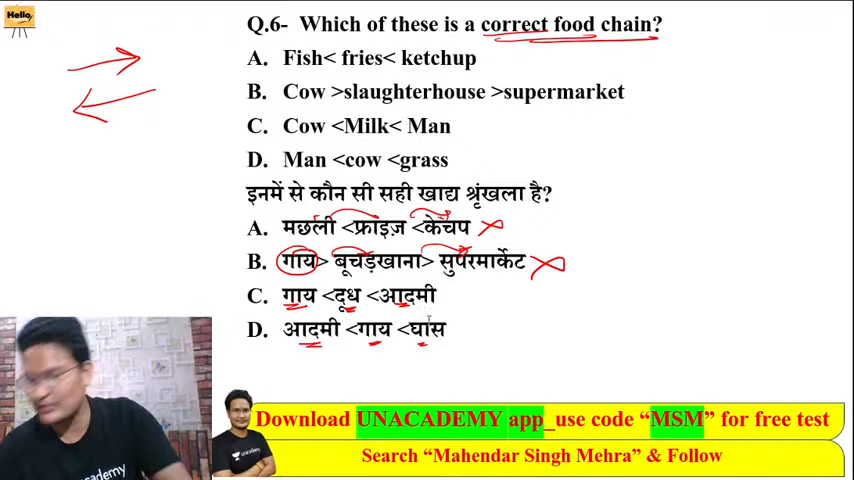 Hello
Q.6- Which of these is a correct food chain?
A. Fish< fries< ketchup
B. Cow >slaughterhouse >supermarket
C. Cow <Milk< Man
D. Man <cow <grass
इनमें से कौन सी सही खाद्य श्रृंखला है?
A. मछली <फ्राइज़ <केचप
B. गाय> बूचड़खाना> सुपरमार्केट
C. गाय <दूध <आदमी
D. आदमी <गाय <घांस
Download UNACADEMY app_use code “MSM” for free test
Search “Mahendar Singh Mehra” & Follow